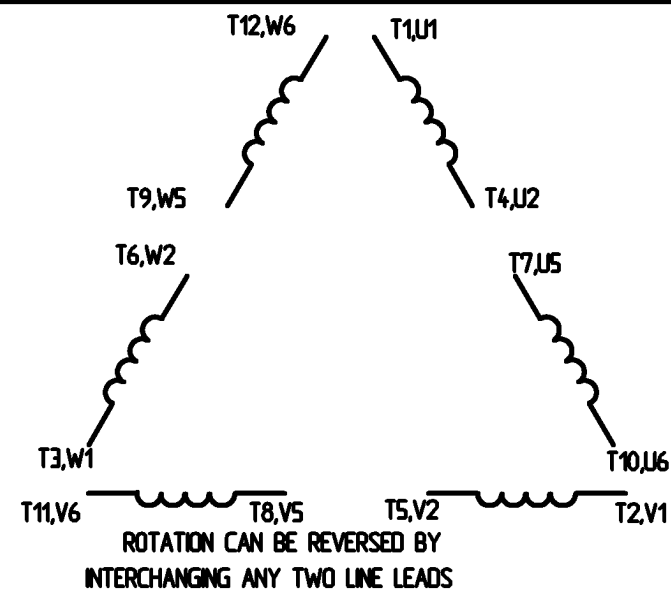 T12,W6 T1,U1
T9,W5 T4,U2
T6,W2 T7,U5
T3,W1 T10,U6
T11,V6 T8,V5 T5,V2 T2,V1
ROTATION CAN BE REVERSED BY
INTERCHANGING ANY TWO LINE LEADS